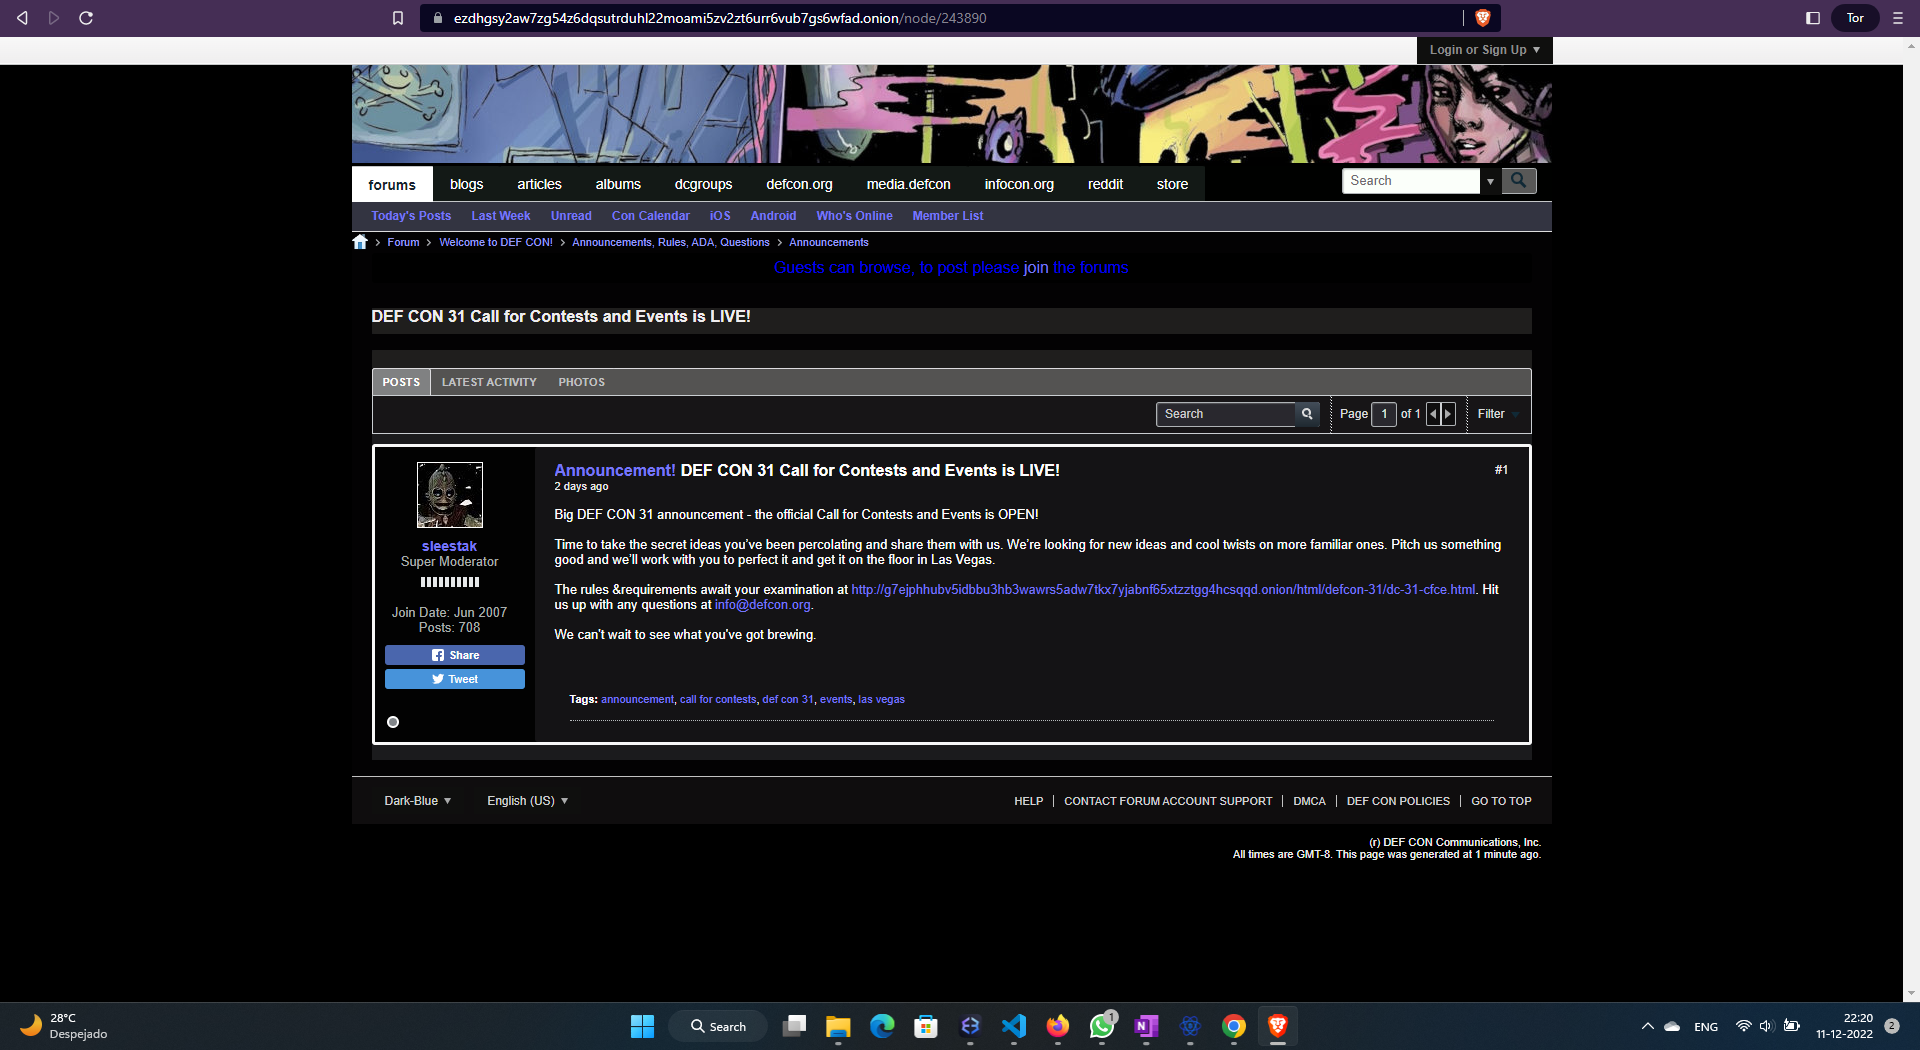 ezdhgsy2aw7zg54z6dqsutrduhl22moami5zv2zt6urr6vub7gs6wfad.onion/node/243890
Tor
Login or Sign Up
forums blogs articles albums dcgroups defcon.org media.defcon infocon.org reddit store Search
Today's Posts Last Week Unread Con Calendar iOS Android Who's Online Member List
Forum > Welcome to DEF CON! > Announcements, Rules, ADA, Questions > Announcements
Guests can browse, to post please join the forums
DEF CON 31 Call for Contests and Events is LIVE!
POSTS LATEST ACTIVITY PHOTOS
Search Page 1 of 1 Filter
Announcement! DEF CON 31 Call for Contests and Events is LIVE! #1
2 days ago
Big DEF CON 31 announcement - the official Call for Contests and Events is OPEN!
Time to take the secret ideas you've been percolating and share them with us. We're looking for new ideas and cool twists on more familiar ones. Pitch us something
good and we'll work with you to perfect it and get it on the floor in Las Vegas.
The rules &requirements await your examination at http://g7ejphhubv5idbbu3hb3wawrs5adw7tkx7yjabnf65xtzztgg4hcsqqd.onion/html/defcon-31/dc-31-cfce.html. Hit
us up with any questions at info@defcon.org.
We can't wait to see what you've got brewing.
Tags: announcement, call for contests, def con 31, events, las vegas
sleestak
Super Moderator
Join Date: Jun 2007
Posts: 708
Share
Tweet
Dark-Blue English (US) HELP | CONTACT FORUM ACCOUNT SUPPORT | DMCA | DEF CON POLICIES | GO TO TOP
(r) DEF CON Communications, Inc.
All times are GMT-8. This page was generated at 1 minute ago.
28°C
Despejado
Search
1
ENG
22:20
11-12-2022
2